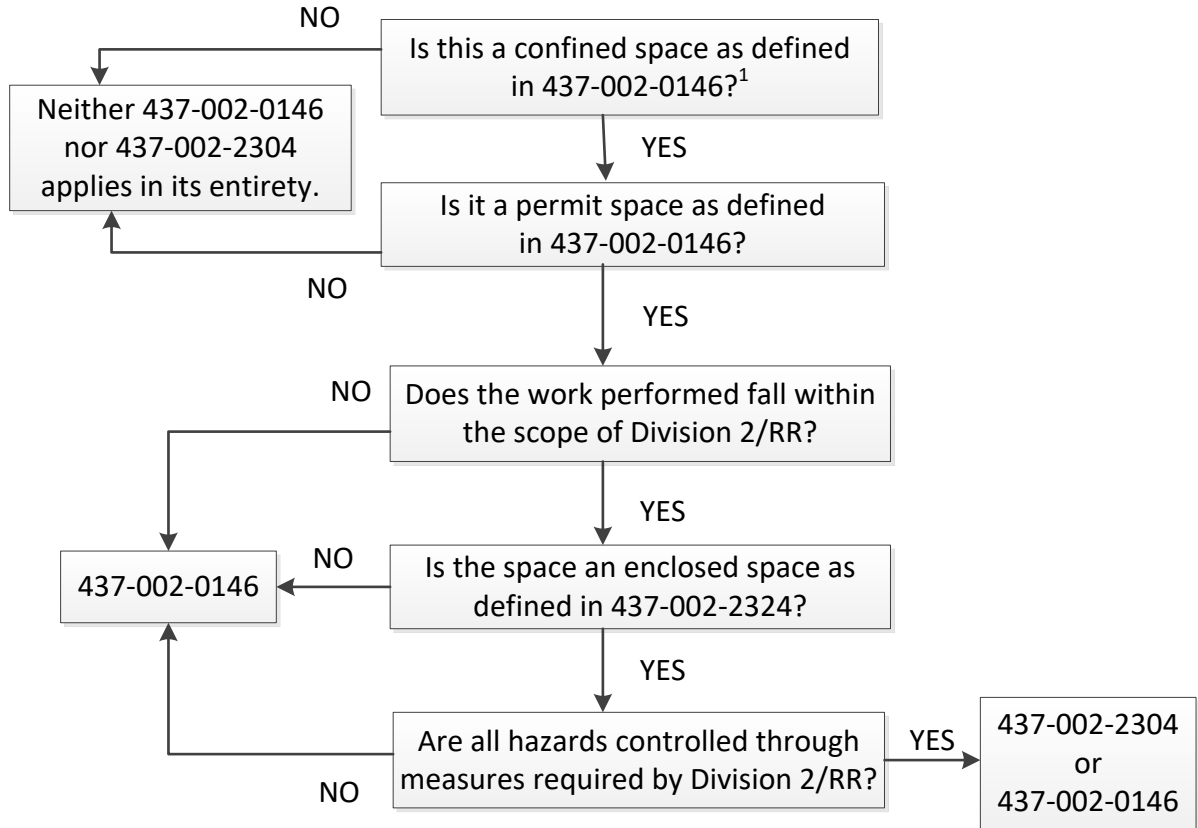 NO
Is this a confined space as defined
in 437-002-0146?1
Neither 437-002-0146
nor 437-002-2304
applies in its entirety.
YES
Is it a permit space as defined
in 437-002-0146?
NO
YES
NO
Does the work performed fall within
the scope of Division 2/RR?
YES
437-002-0146
NO
Is the space an enclosed space as
defined in 437-002-2324?
YES
Are all hazards controlled through
measures required by Division 2/RR?
NO
YES
437-002-2304
or
437-002-0146